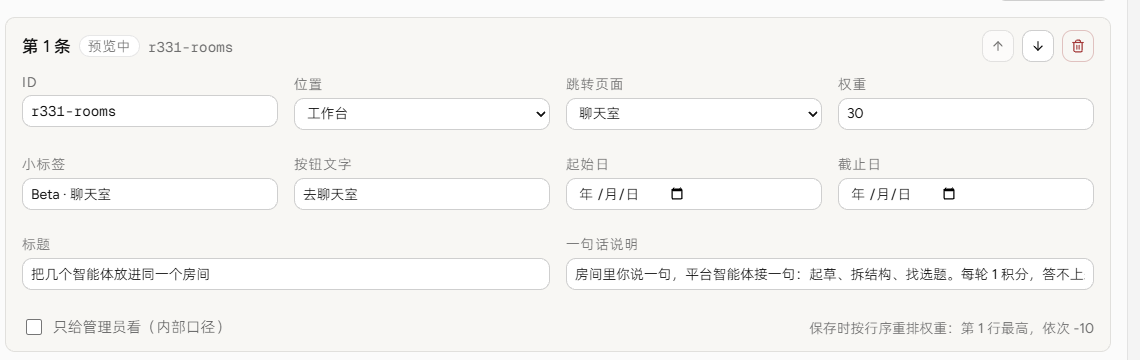 第 1 条 预览中 r331-rooms
ID 位置 跳转页面 权重
r331-rooms 工作台 聊天室 30
小标签 按钮文字 起始日 截止日
Beta · 聊天室 去聊天室 年 /月/日 年 /月/日
标题 一句话说明
把几个智能体放进同一个房间 房间里你说一句，平台智能体接一句：起草、拆结构、找选题。每轮 1 积分，答不上
只给管理员看（内部口径） 保存时按行序重排权重：第 1 行最高，依次 -10